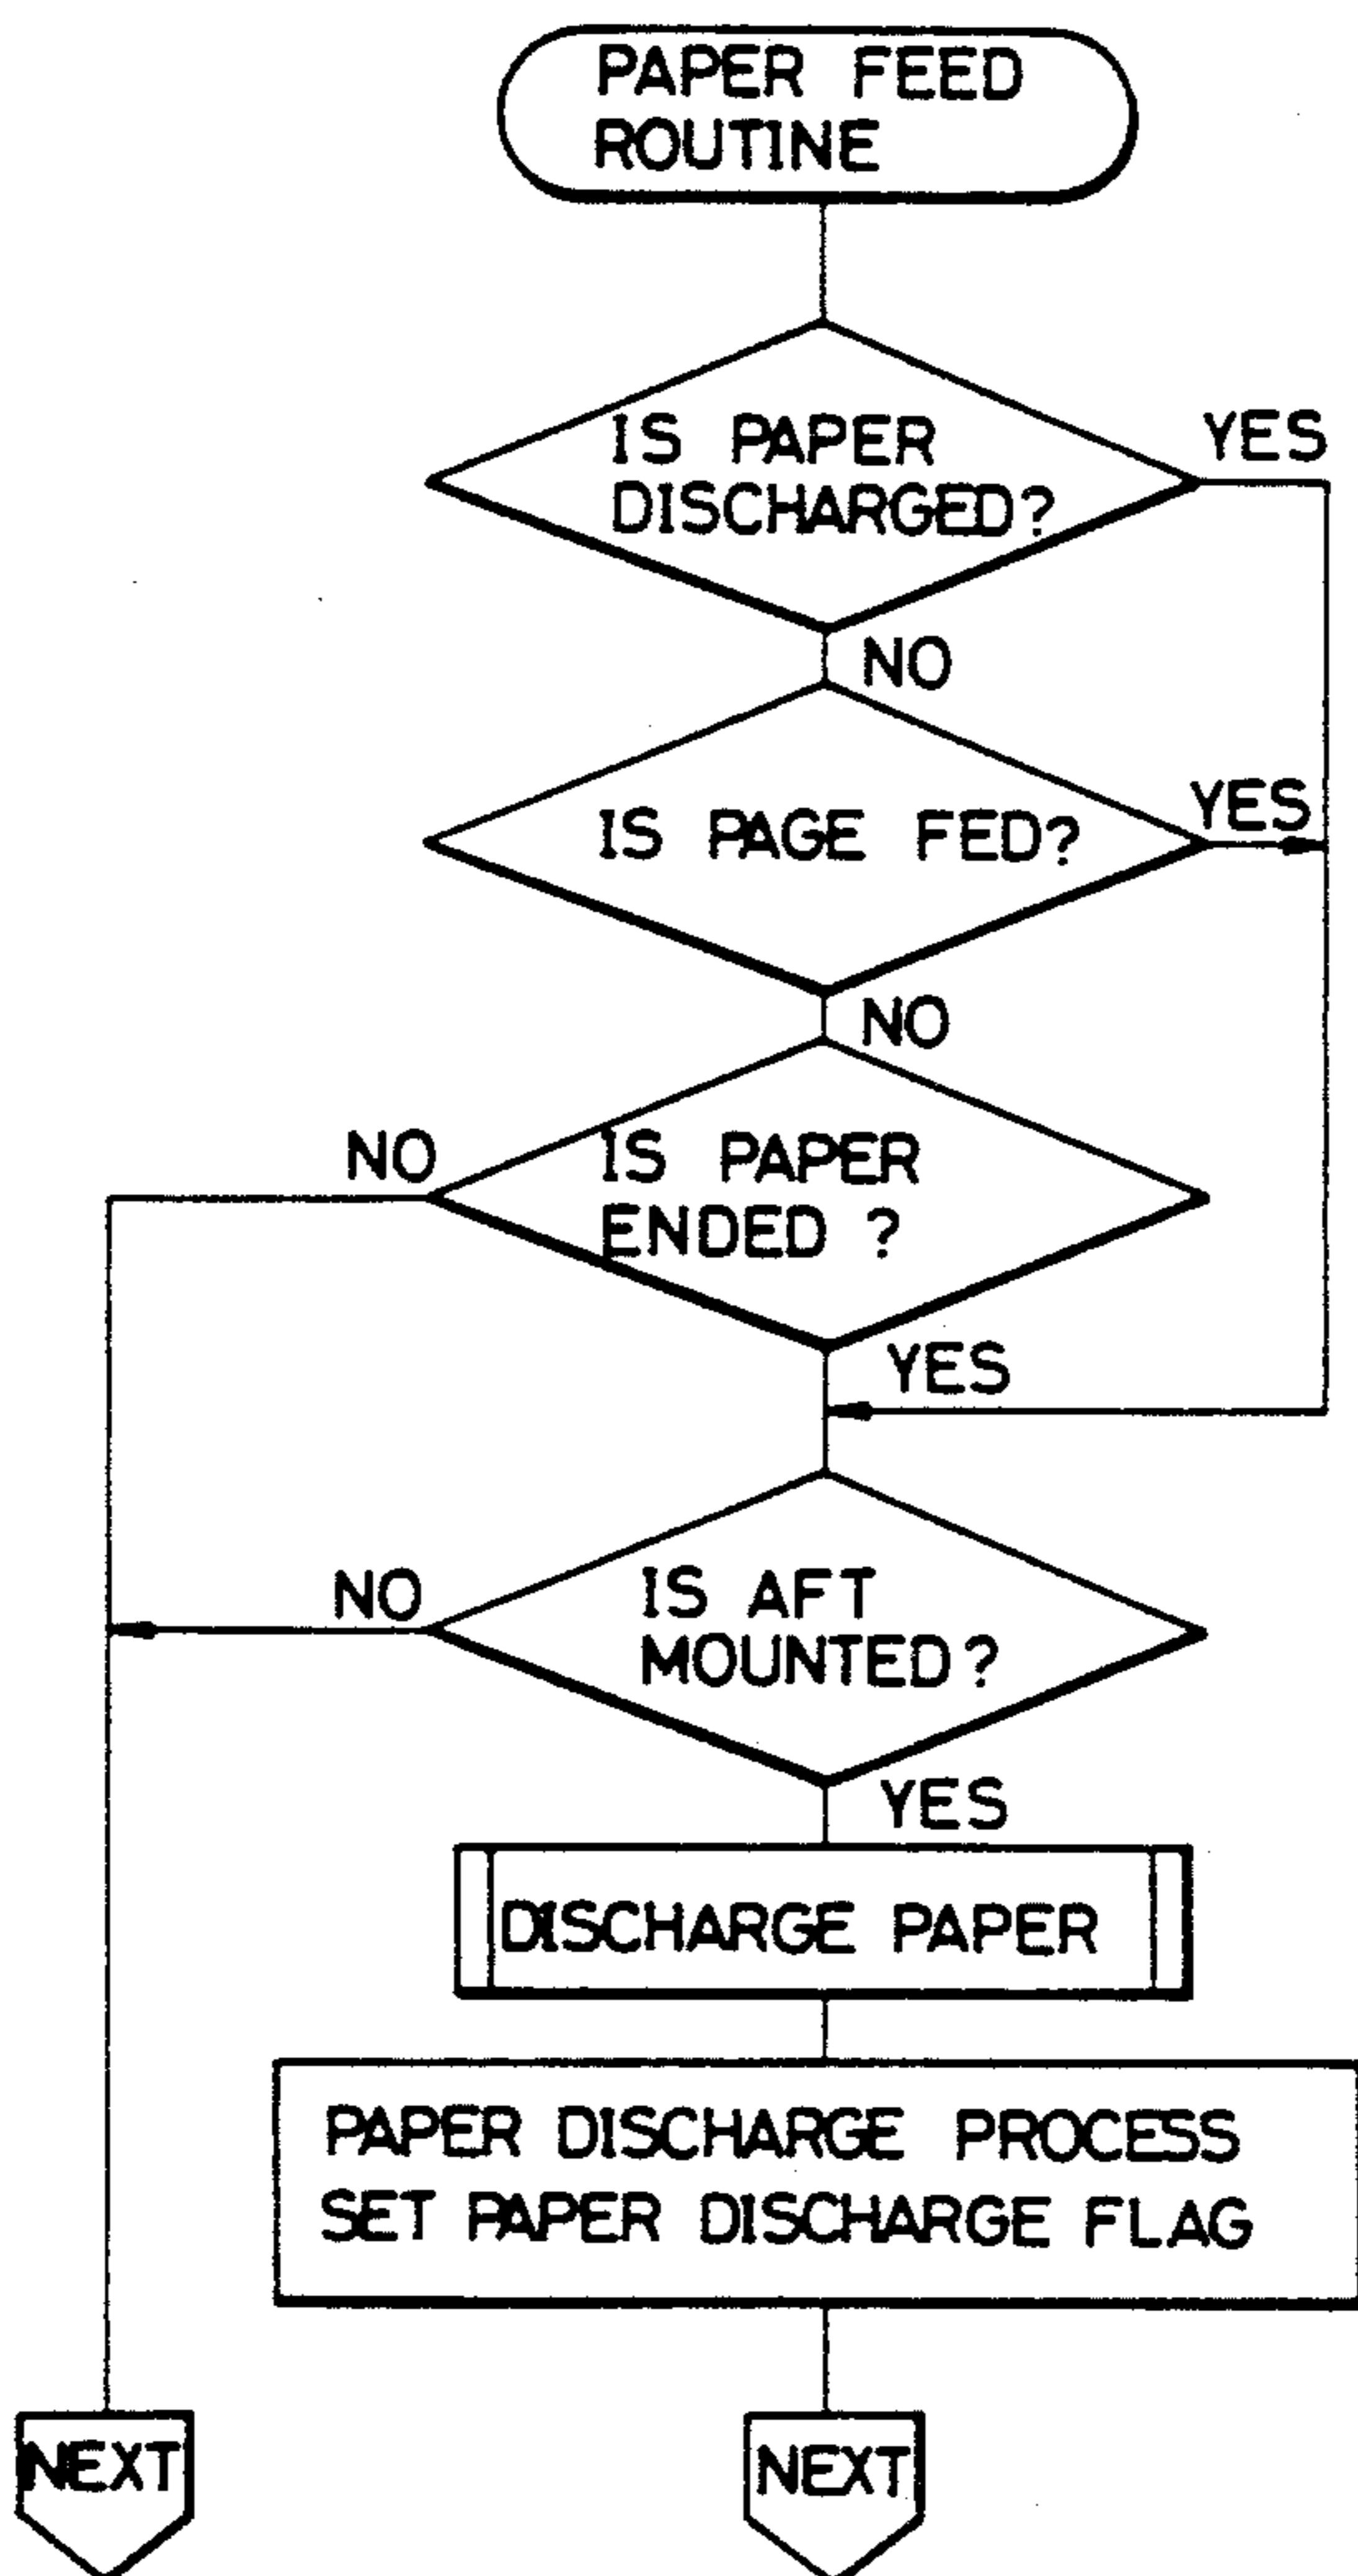 PAPER FEED
ROUTINE
IS PAPER
DISCHARGED?
YES
NO
IS PAGE FED?
YES
NO
IS PAPER
ENDED ?
NO
YES
IS AFT
MOUNTED?
NO
YES
DISCHARGE PAPER
PAPER DISCHARGE PROCESS
SET PAPER DISCHARGE FLAG
NEXT
NEXT